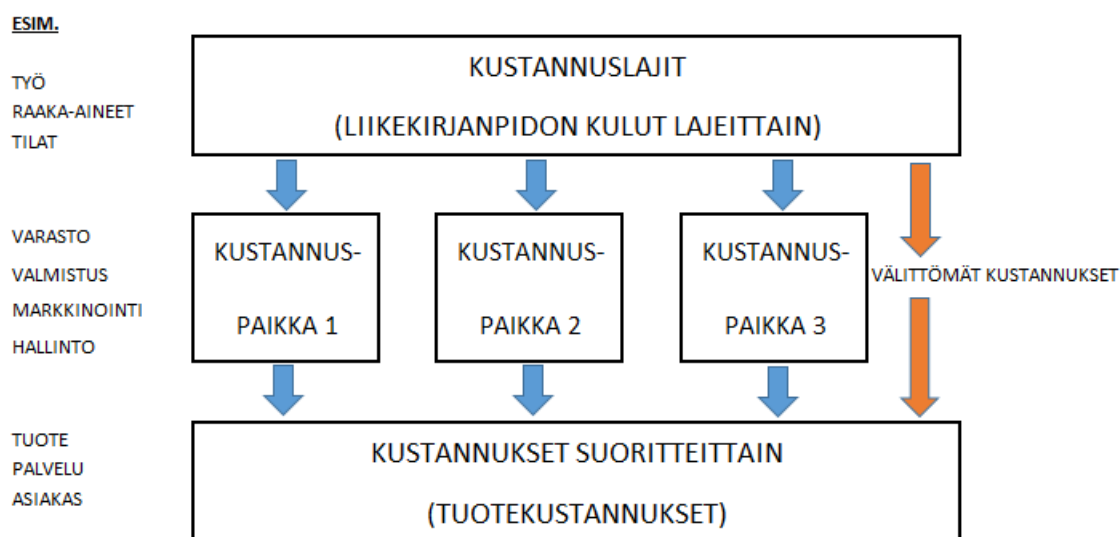 ESIM.
KUSTANNUSLAJIT
(LIIKEKIRJANPIDON KULUT LAJEITTAIN)
TYÖ
RAAKA-AINEET
TILAT
VARASTO
VALMISTUS
MARKKINOINTI
HALLINTO
KUSTANNUS-
PAIKKA 1
KUSTANNUS-
PAIKKA 2
KUSTANNUS-
PAIKKA 3
VÄLITTÖMÄT KUSTANNUKSET
TUOTE
PALVELU
ASIAKAS
KUSTANNUKSET SUORITTEITTAIN
(TUOTEKUSTANNUKSET)